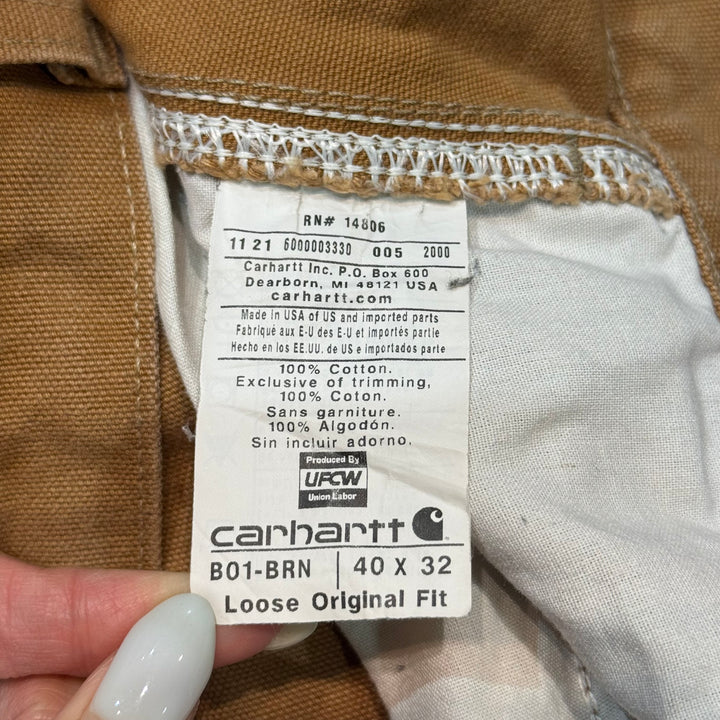 RN# 14806
11 21 6000003330 005 2000
Carhartt Inc. P.O. Box 600
Dearborn, MI 48121 USA
carhartt.com
Made in USA of US and imported parts
Fabriqué aux E-U des E-U et importés partie
Hecho en los EE.UU. de US e importados parte
100% Cotton.
Exclusive of trimming,
100% Coton.
Sans garniture.
100% Algodón.
Sin incluir adorno.
Produced By
UFCW
Union Labor
carhartt
B01-BRN | 40 X 32
Loose Original Fit